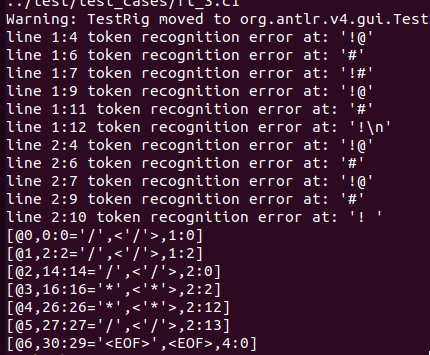 ../test/test_cases/rt_3.cl
Warning: TestRig moved to org.antlr.v4.gui.Test
line 1:4 token recognition error at: '!@'
line 1:6 token recognition error at: '#'
line 1:7 token recognition error at: '!#'
line 1:9 token recognition error at: '!@'
line 1:11 token recognition error at: '#'
line 1:12 token recognition error at: '!\n'
line 2:4 token recognition error at: '!@'
line 2:6 token recognition error at: '#'
line 2:7 token recognition error at: '!@'
line 2:9 token recognition error at: '#'
line 2:10 token recognition error at: '! '
[@0,0:0='/',<'/'>,1:0]
[@1,2:2='/',<'/'>,1:2]
[@2,14:14='/',<'/'>,2:0]
[@3,16:16='*',<'*'>,2:2]
[@4,26:26='*',<'*'>,2:12]
[@5,27:27='/',<'/'>,2:13]
[@6,30:29='<EOF>',<EOF>,4:0]